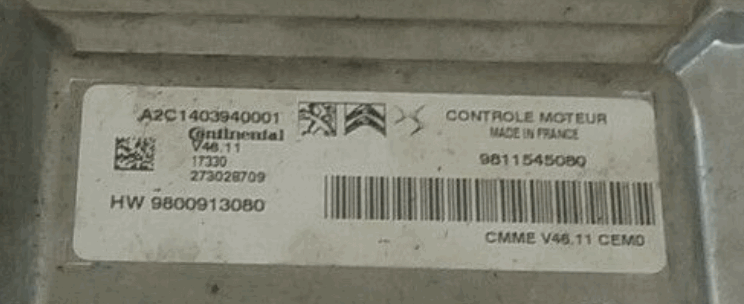 A2C1403940001
Continental
V46.11
17330
273028709
HW 9800913080
CONTROLE MOTEUR
MADE IN FRANCE
9811545080
CMME V46.11 CEM0